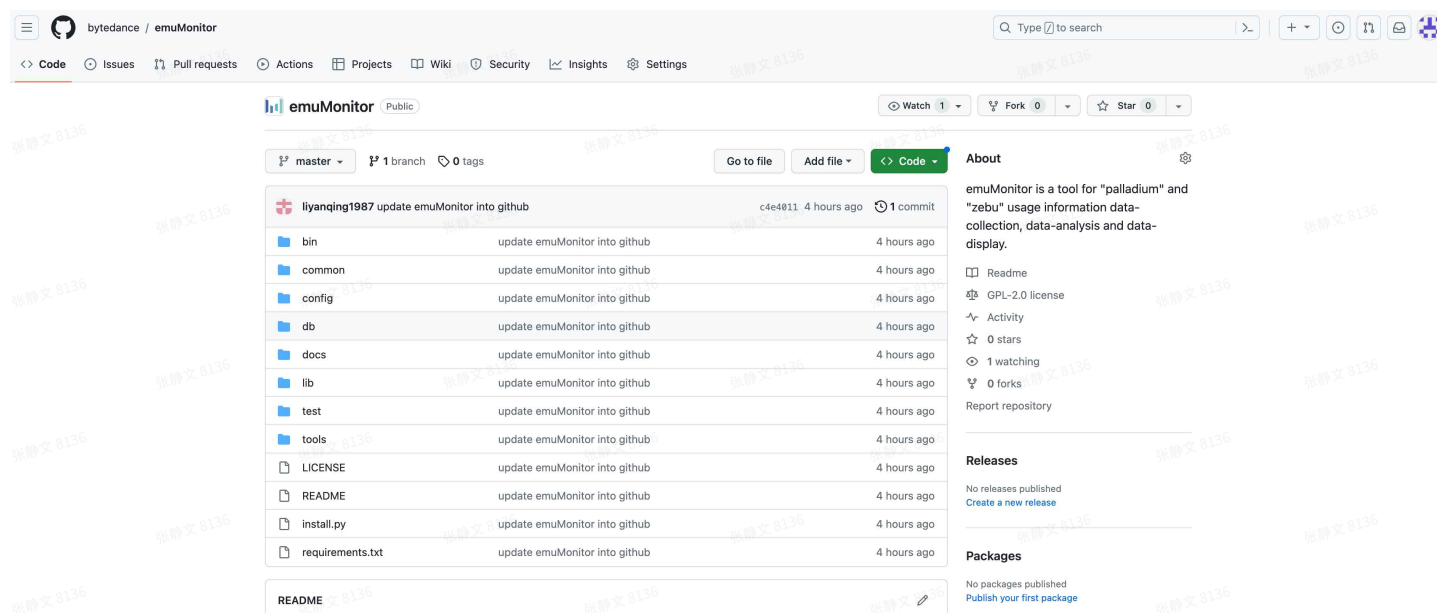 bytedance / emuMonitor
Type / to search
Code
Issues
Pull requests
Actions
Projects
Wiki
Security
Insights
Settings
emuMonitor Public
Watch 1
Fork 0
Star 0
master
1 branch
0 tags
Go to file
Add file
Code
liyanqing1987 update emuMonitor into github c4e4011 4 hours ago 1 commit
bin update emuMonitor into github 4 hours ago
common update emuMonitor into github 4 hours ago
config update emuMonitor into github 4 hours ago
db update emuMonitor into github 4 hours ago
docs update emuMonitor into github 4 hours ago
lib update emuMonitor into github 4 hours ago
test update emuMonitor into github 4 hours ago
tools update emuMonitor into github 4 hours ago
LICENSE update emuMonitor into github 4 hours ago
README update emuMonitor into github 4 hours ago
install.py update emuMonitor into github 4 hours ago
requirements.txt update emuMonitor into github 4 hours ago
README
About
emuMonitor is a tool for "palladium" and
"zebu" usage information data-
collection, data-analysis and data-
display.
Readme
GPL-2.0 license
Activity
0 stars
1 watching
0 forks
Report repository
Releases
No releases published
Create a new release
Packages
No packages published
Publish your first package
张静文 8136